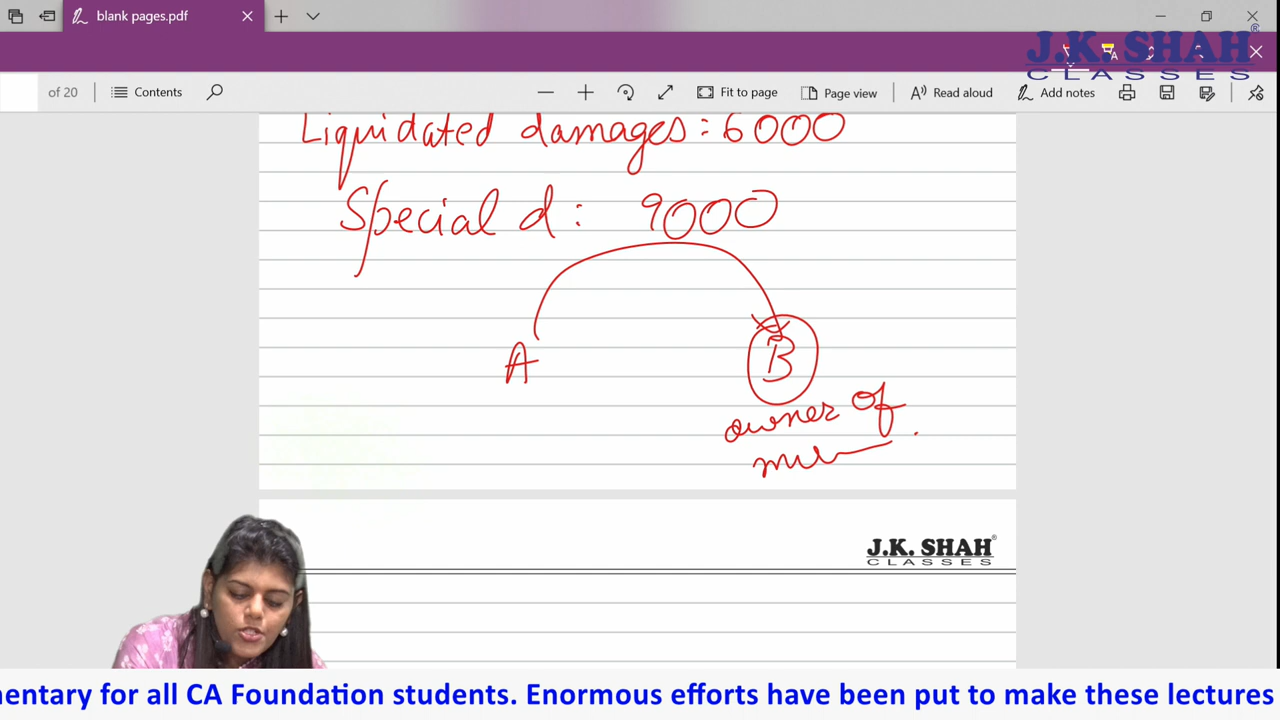 blank pages.pdf
J.K. SHAH®
CLASSES
of 20
Contents
Fit to page
Page view
Read aloud
Add notes
Liquidated damages: 6000
Special d: 9000
A
B
owner of
J.K. SHAH®
CLASSES
mentary for all CA Foundation students. Enormous efforts have been put to make these lectures